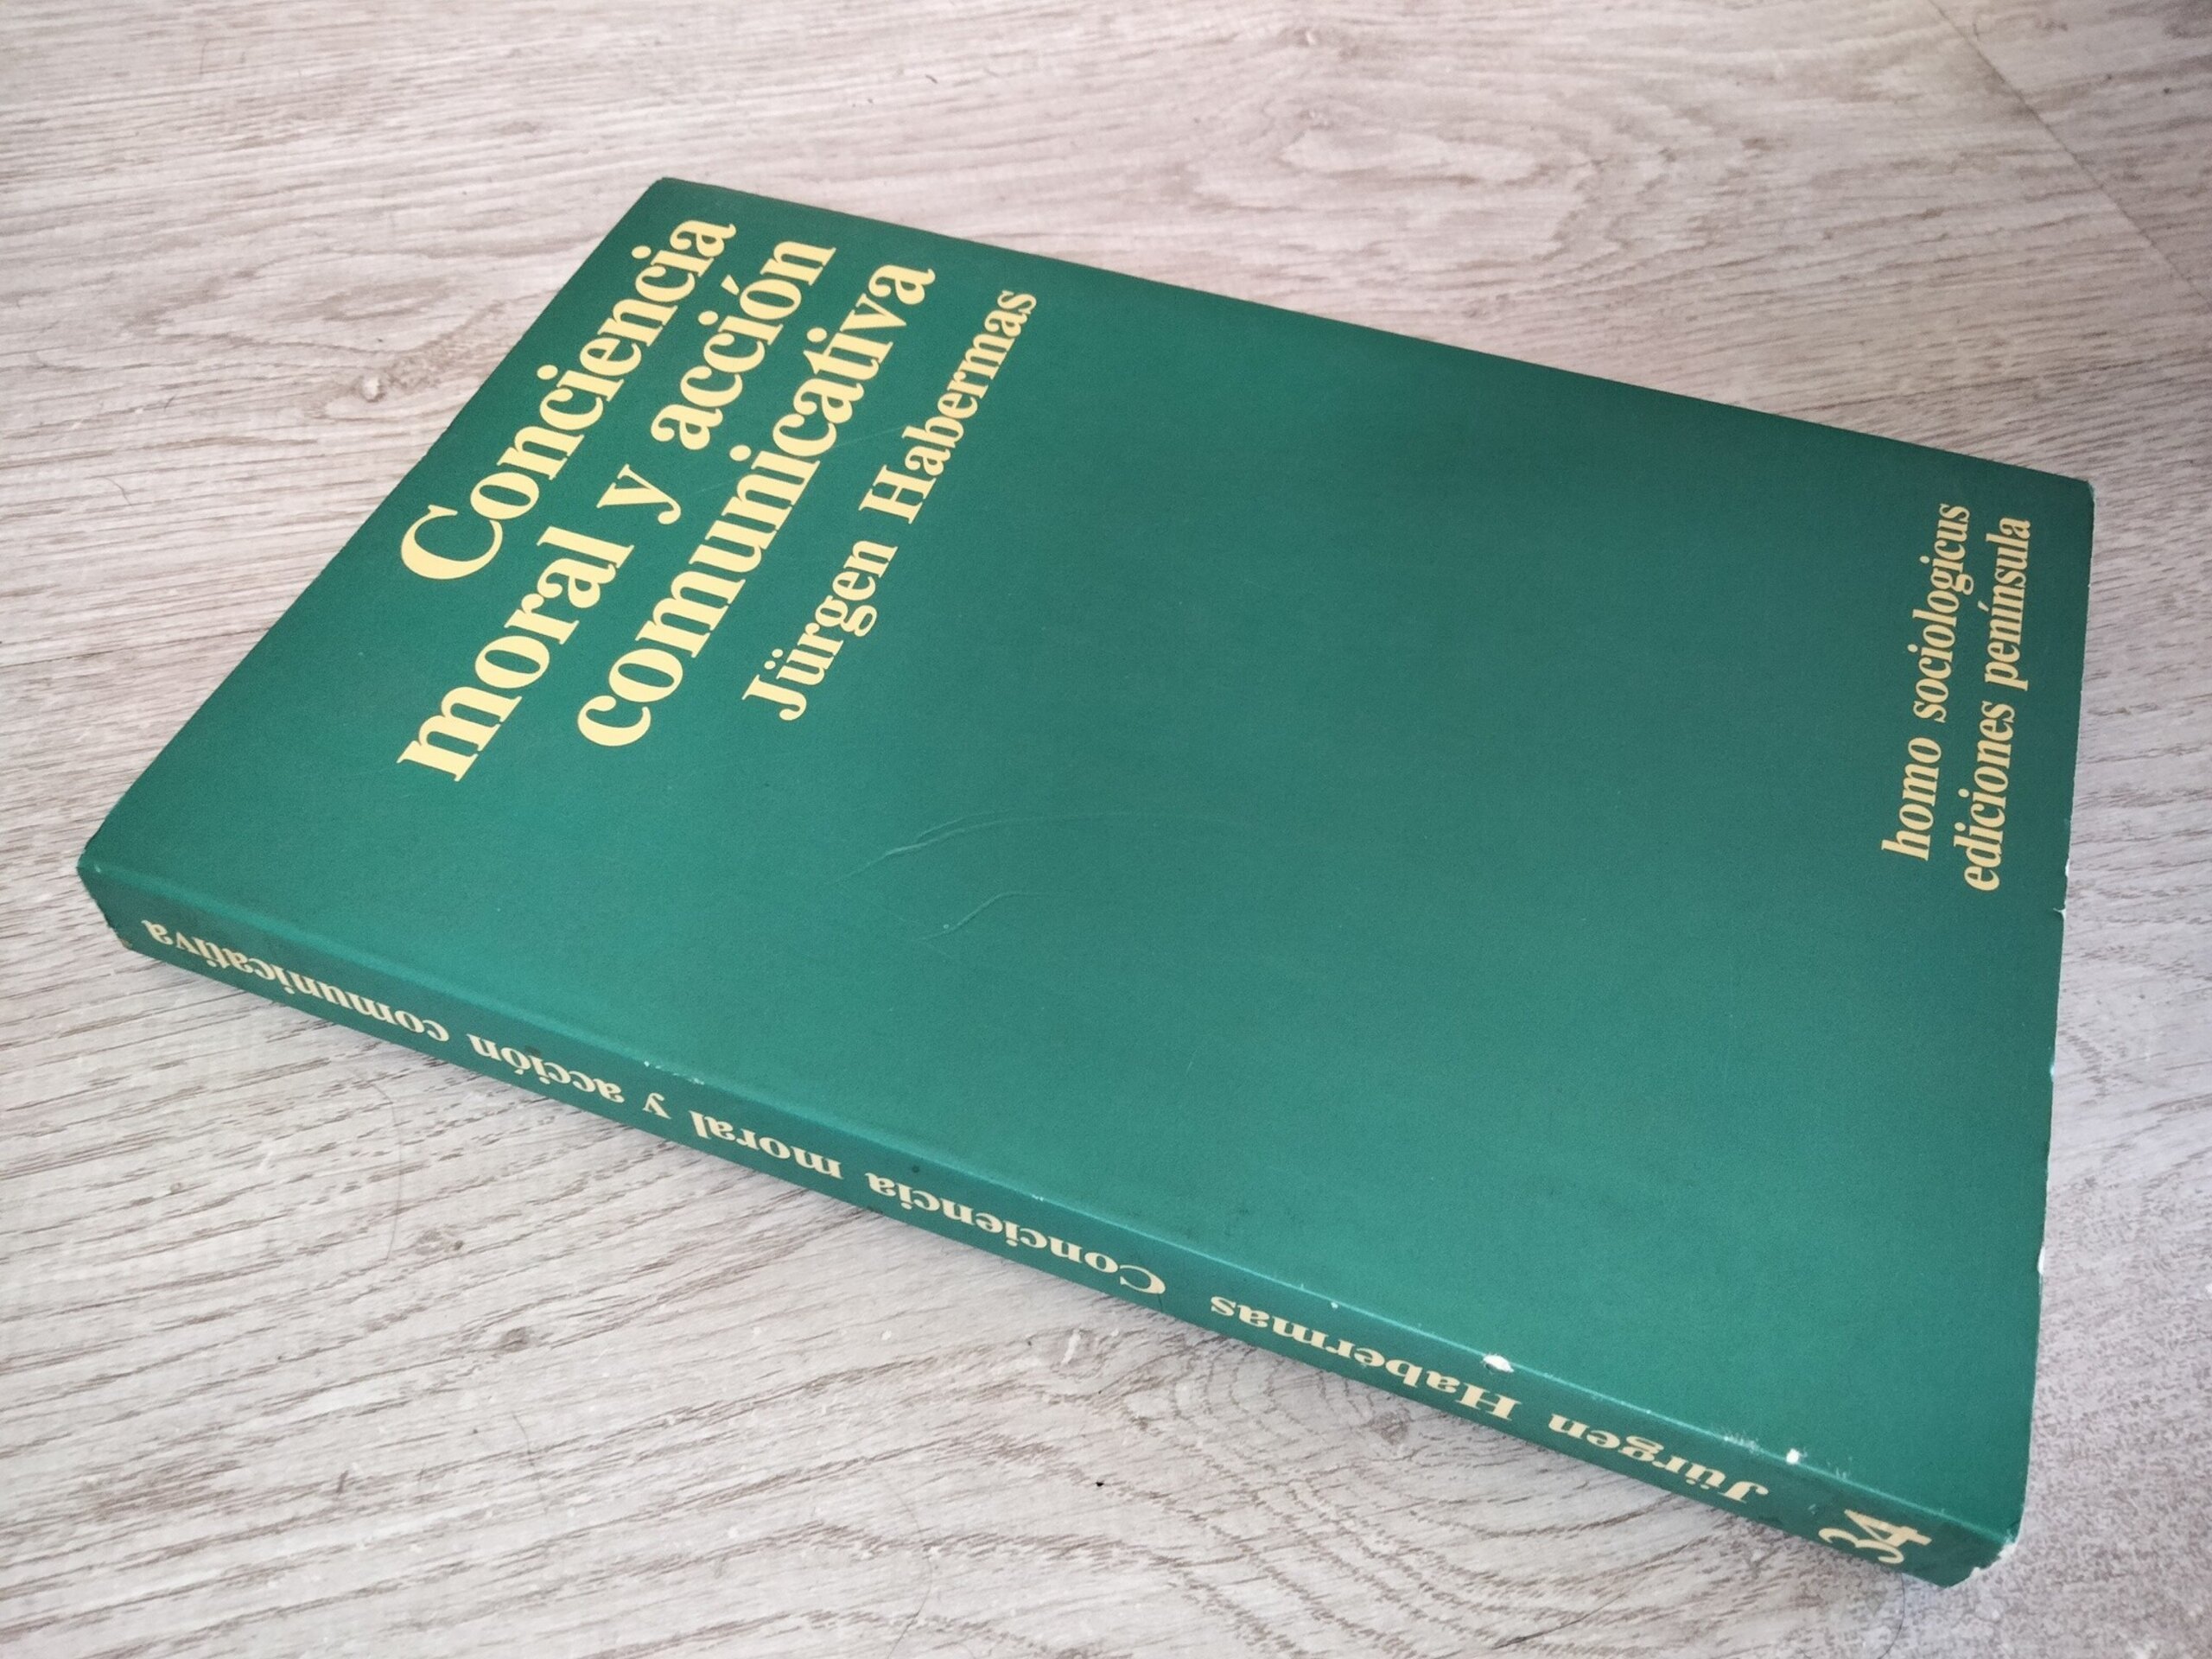 Conciencia
moral y acción
comunicativa
Jürgen Habermas
homo sociologicus
ediciones península
Jürgen Habermas Conciencia moral y acción comunicativa
34